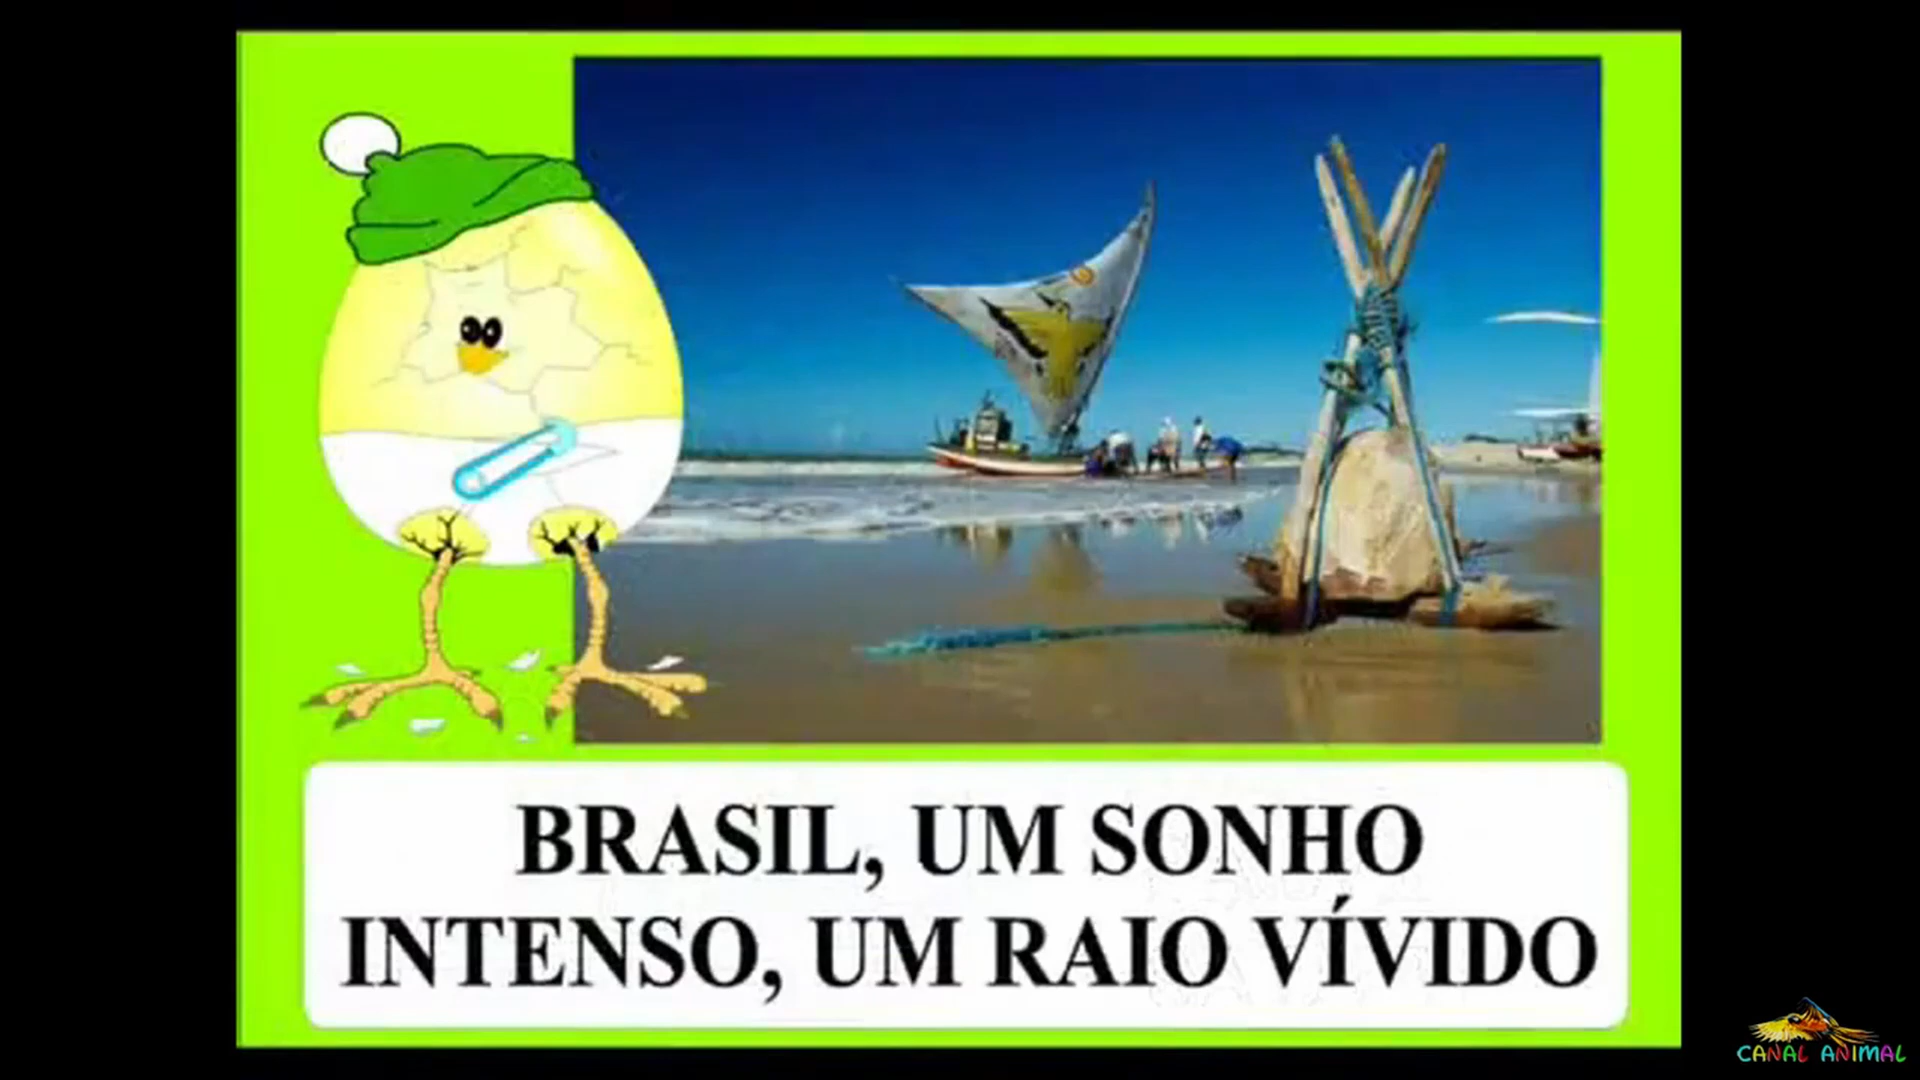 BRASIL, UM SONHO
INTENSO, UM RAIO VÍVIDO
CANAL ANIMAL